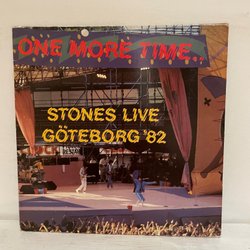 ONE MORE TIME...
STONES LIVE
GÖTEBORG '82